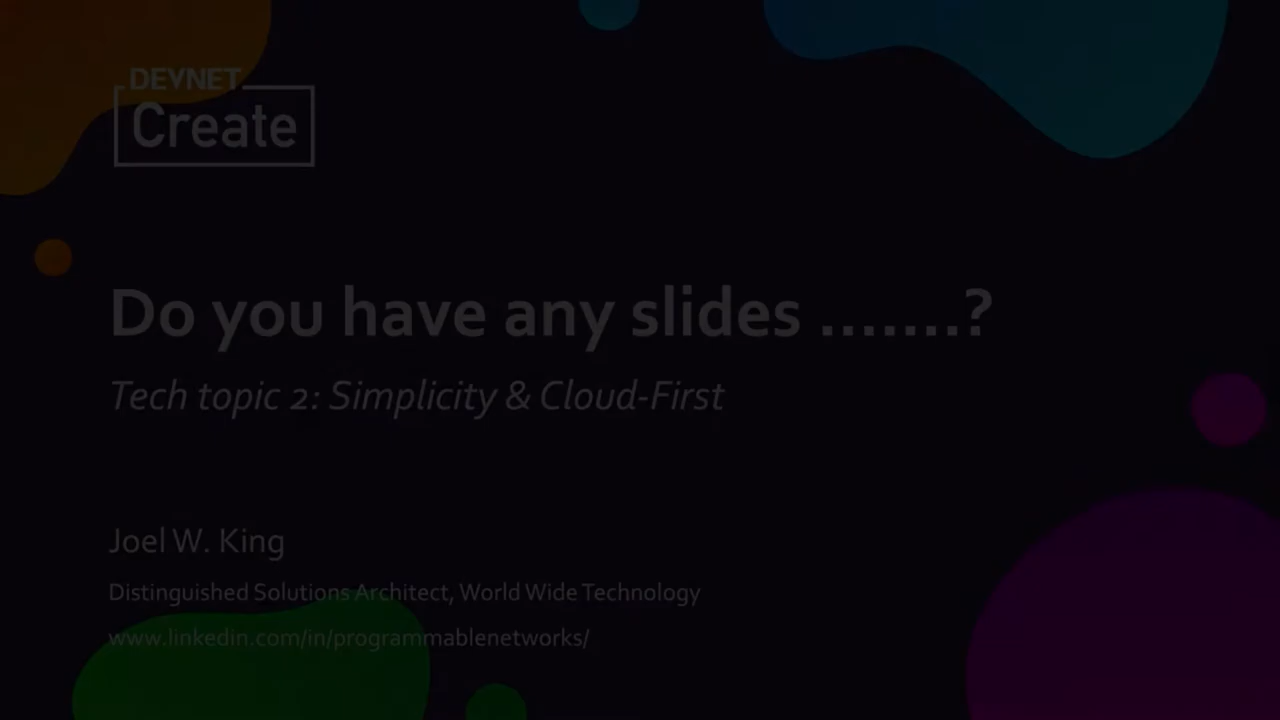 DEVNET
Create
Do you have any slides .......?
Tech topic 2: Simplicity & Cloud-First
Joel W. King
Distinguished Solutions Architect, World Wide Technology
www.linkedin.com/in/programmablenetworks/